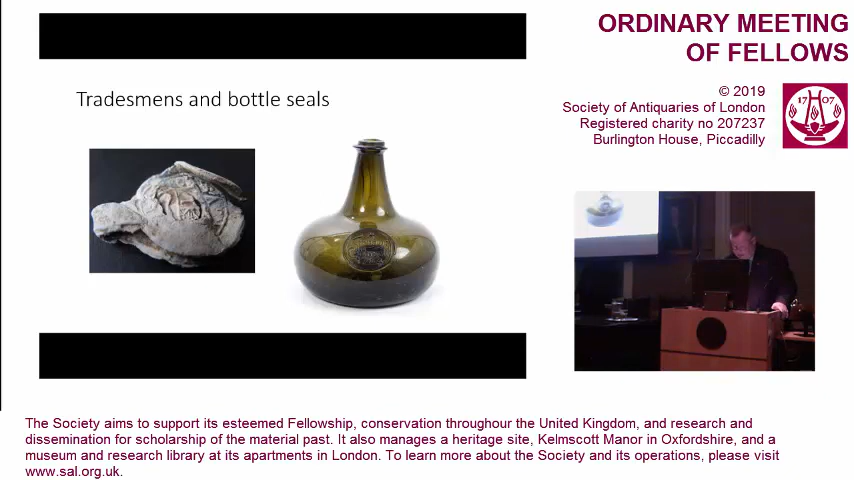 ORDINARY MEETING
OF FELLOWS
© 2019
Society of Antiquaries of London
Registered charity no 207237
Burlington House, Piccadilly
17 07
Tradesmens and bottle seals
The Society aims to support its esteemed Fellowship, conservation throughour the United Kingdom, and research and
dissemination for scholarship of the material past. It also manages a heritage site, Kelmscott Manor in Oxfordshire, and a
museum and research library at its apartments in London. To learn more about the Society and its operations, please visit
www.sal.org.uk.